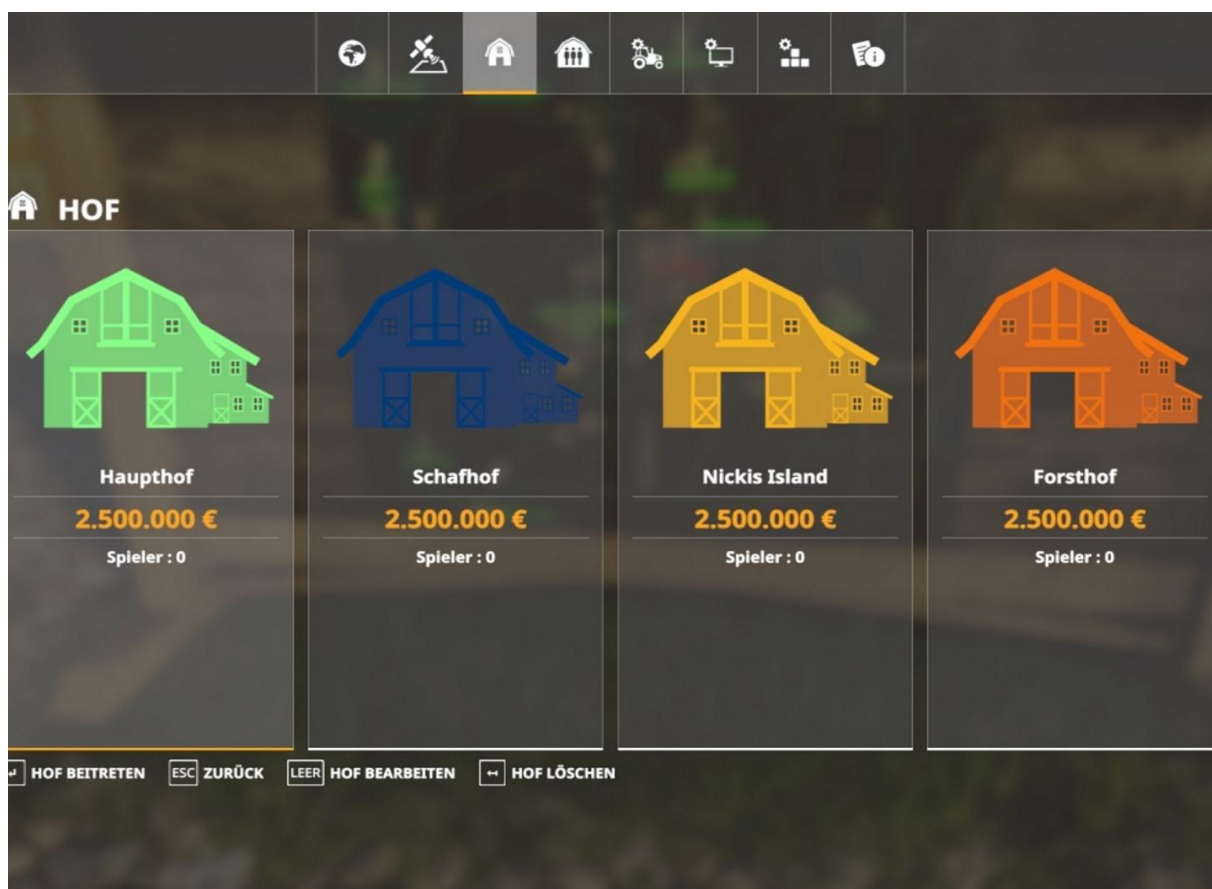 HOF
Haupthof
2.500.000 €
Spieler : 0
Schafhof
2.500.000 €
Spieler : 0
Nickis Island
2.500.000 €
Spieler : 0
Forsthof
2.500.000 €
Spieler : 0
↵ HOF BEITRETEN ESC ZURÜCK LEER HOF BEARBEITEN ↤ HOF LÖSCHEN